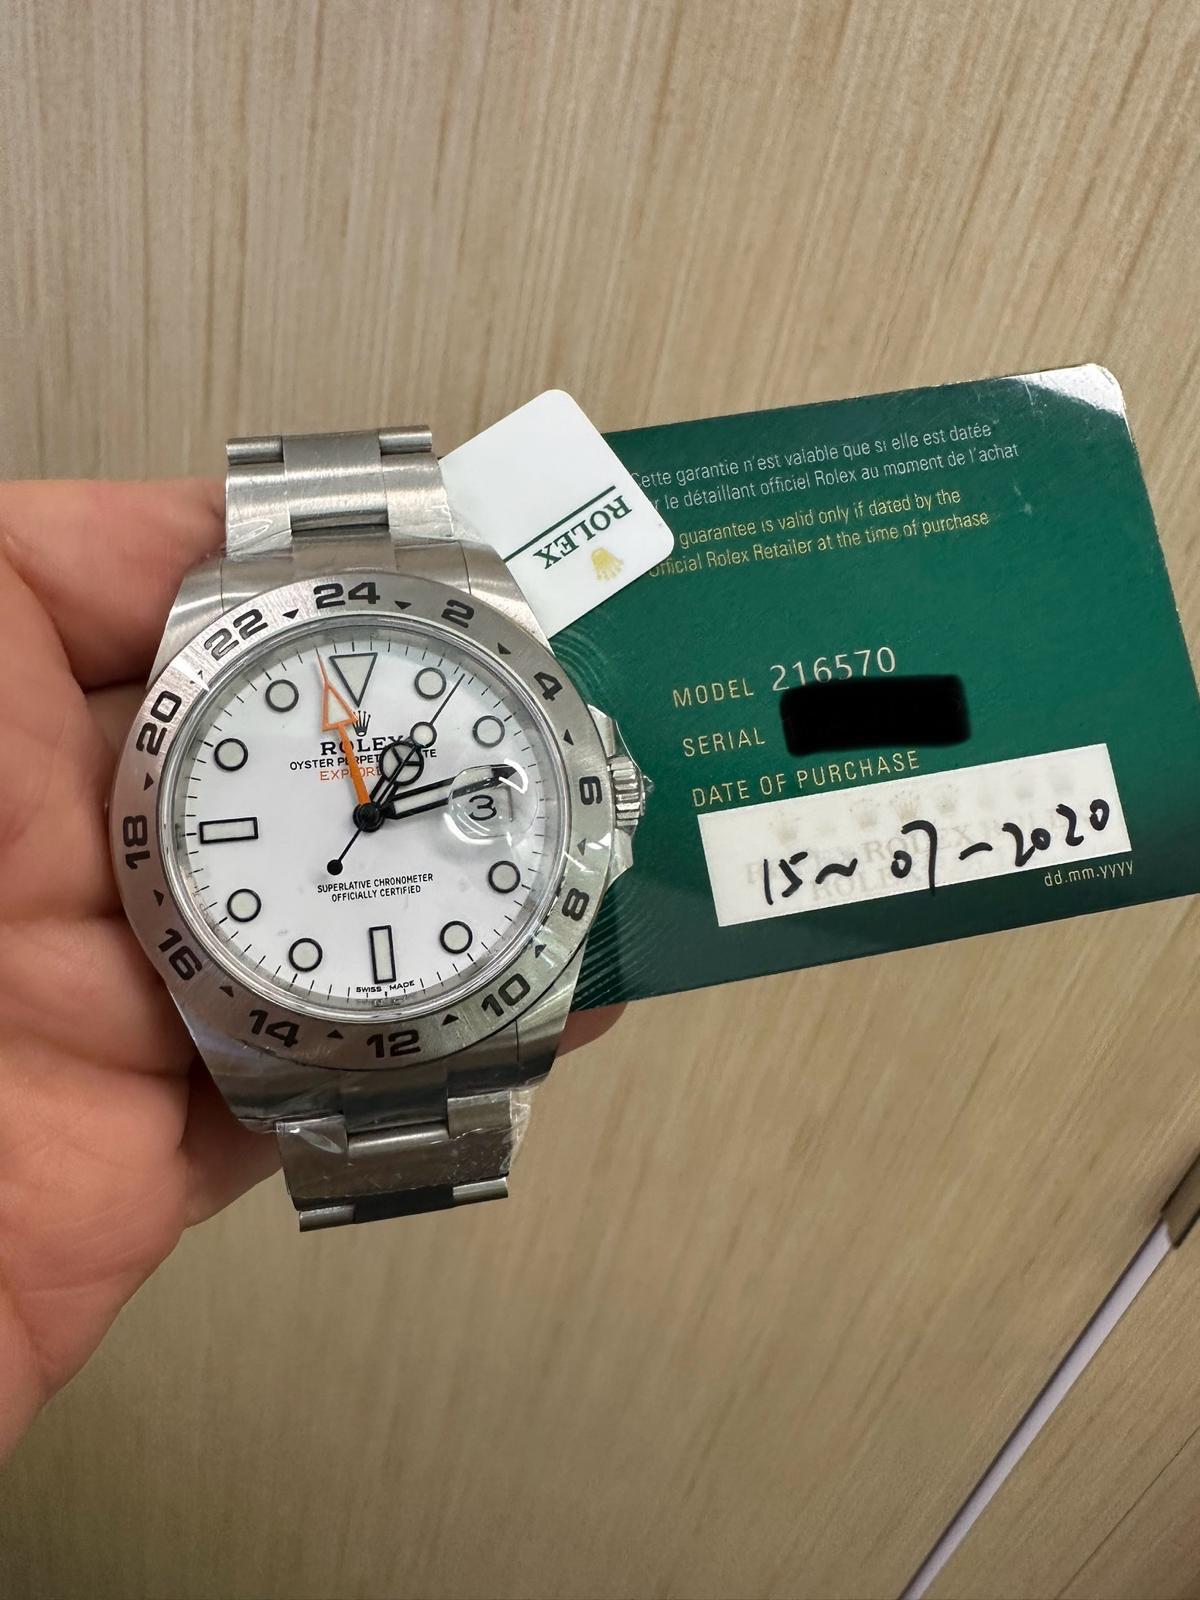 ROLEX
Cette garantie n'est valable que si elle est datée
le détaillant officiel Rolex au moment de l'achat
guarantee is valid only if dated by the
Official Rolex Retailer at the time of purchase
MODEL 216570
SERIAL
DATE OF PURCHASE
15-07-2020
dd.mm.yyyy
24
2
4
6
8
10
12
14
16
18
20
22
ROLEX
OYSTER
3
SUPERLATIVE CHRONOMETER
OFFICIALLY CERTIFIED
SWISS MADE